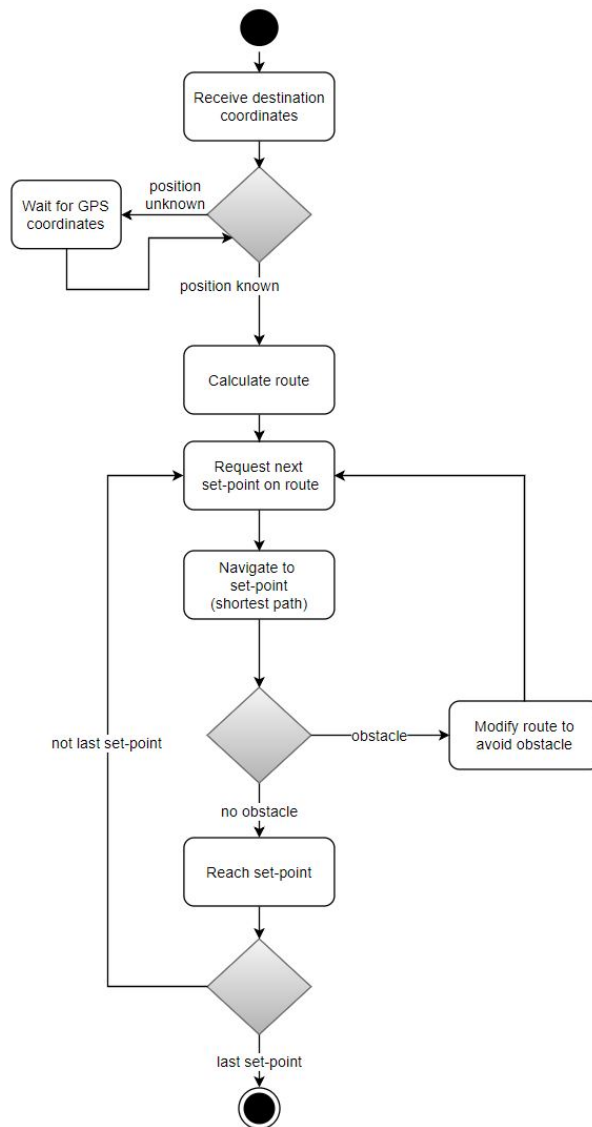 Receive destination
coordinates
position
unknown
Wait for GPS
coordinates
position known
Calculate route
Request next
set-point on route
Navigate to
set-point
(shortest path)
not last set-point
obstacle
Modify route to
avoid obstacle
no obstacle
Reach set-point
last set-point